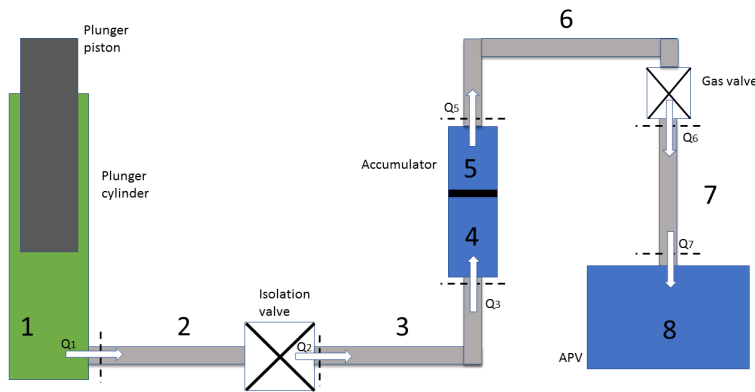 Plunger
piston
6
Gas valve
Q5
Q6
Accumulator
5
Plunger
cylinder
7
4
Q7
Isolation
valve
Q3
1
2
3
8
Q1
Q2
APV